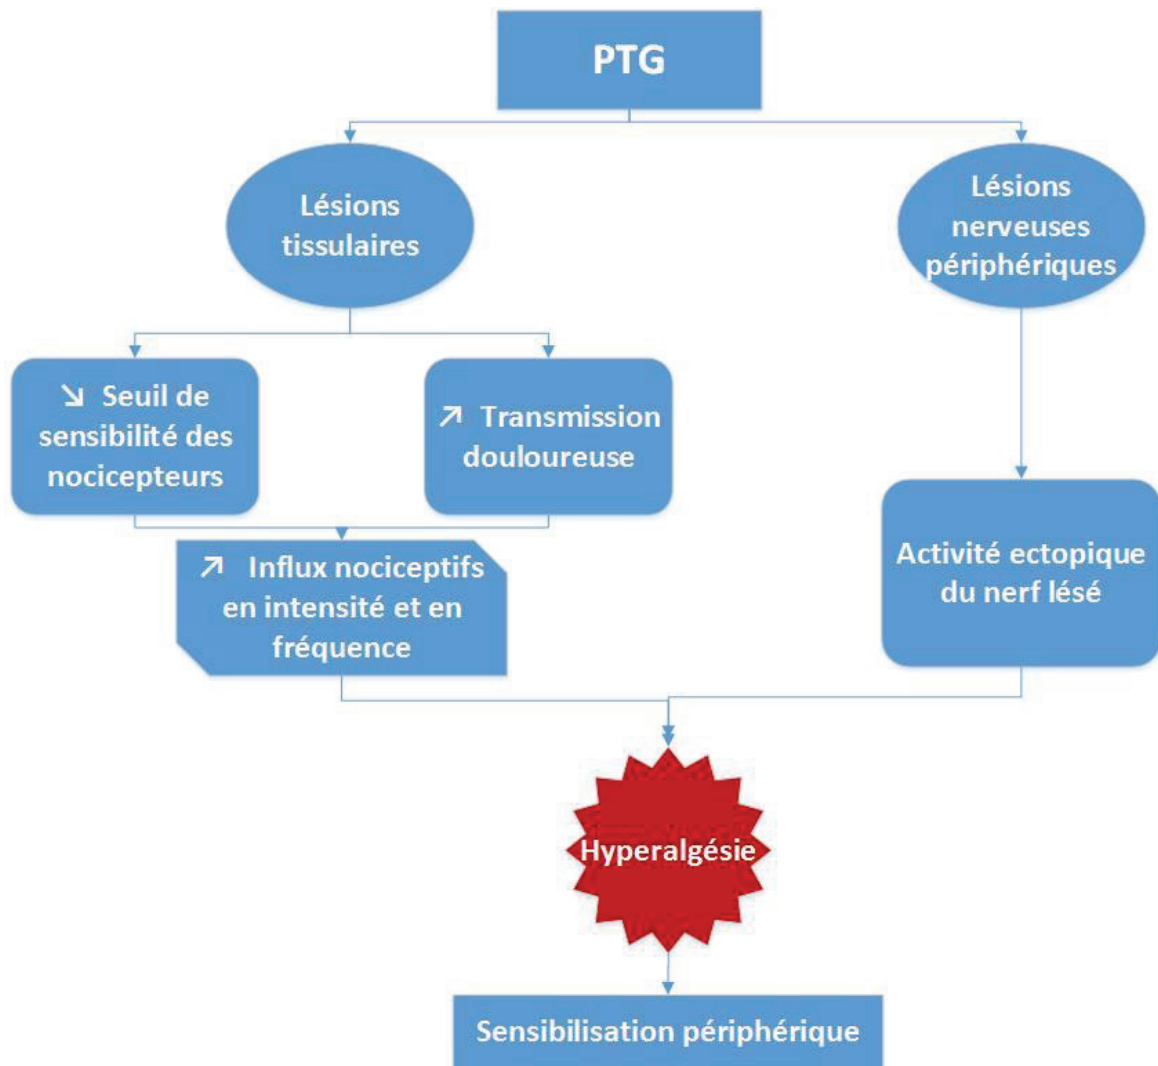 PTG
Lésions
tissulaires
Lésions
nerveuses
périphériques
↘ Seuil de
sensibilité des
nocicepteurs
↗ Transmission
douloureuse
↗ Influx nociceptifs
en intensité et en
fréquence
Activité ectopique
du nerf lésé
Hyperalgésie
Sensibilisation périphérique